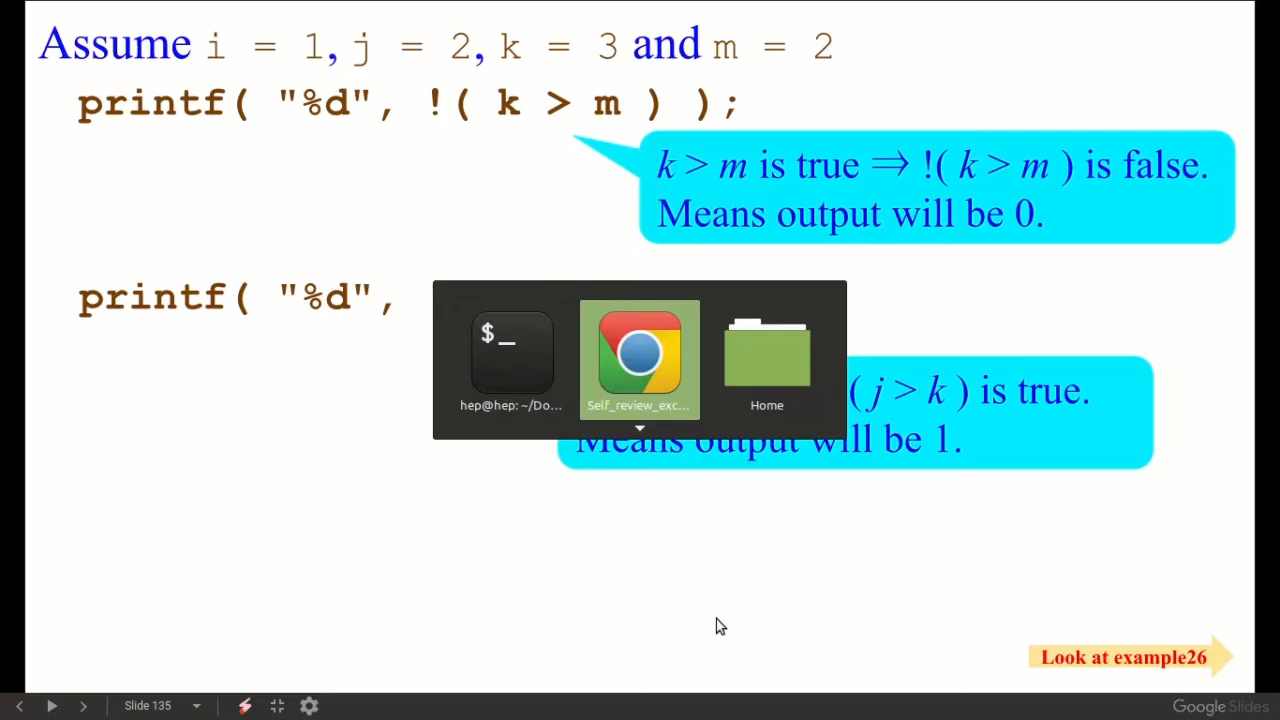 Assume i = 1, j = 2, k = 3 and m = 2
printf( "%d", !( k > m ) );
k > m is true ⇒ !( k > m ) is false.
Means output will be 0.
printf( "%d",
$_
hep@hep: ~/Do...
Self_review_exc...
Home
( j > k ) is true.
Means output will be 1.
Look at example26
Slide 135
Google Slides